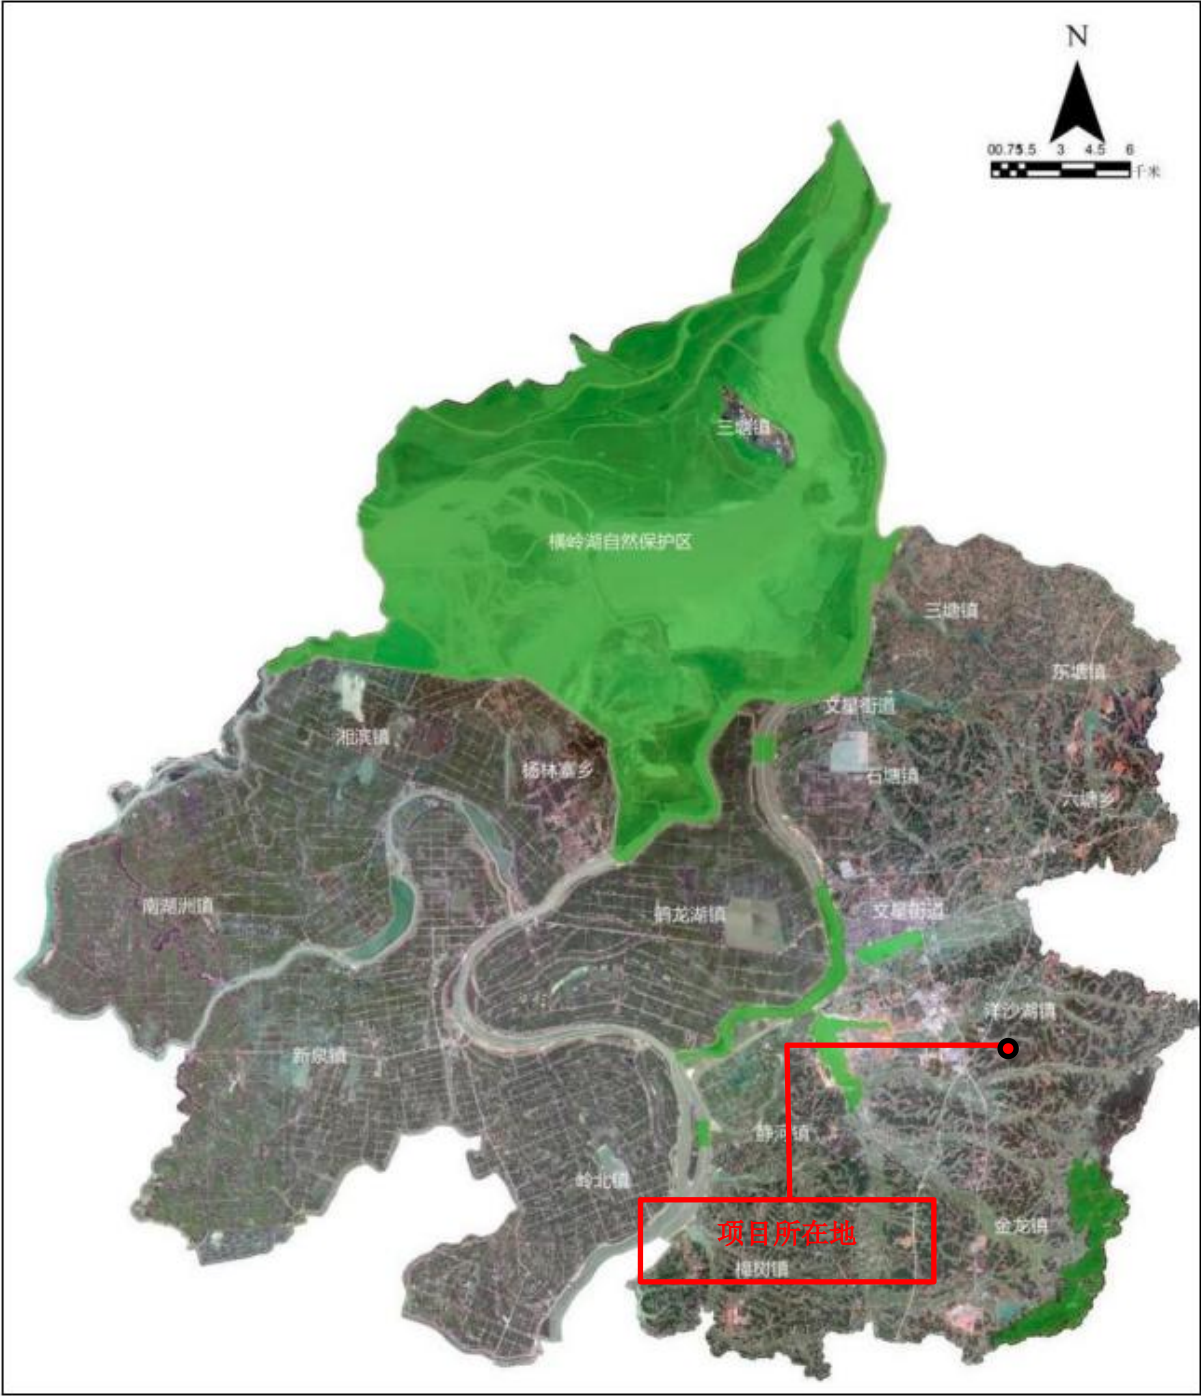 N
00.751.5 3 4.5 6
千米
三塘镇
横岭湖自然保护区
三塘镇
东塘镇
文星街道
湘滨镇
杨林寨乡
石塘镇
六塘乡
南湖洲镇
鹤龙湖镇
文星街道
洋沙湖镇
新泉镇
静河镇
岭北镇
金龙镇
项目所在地
樟树镇